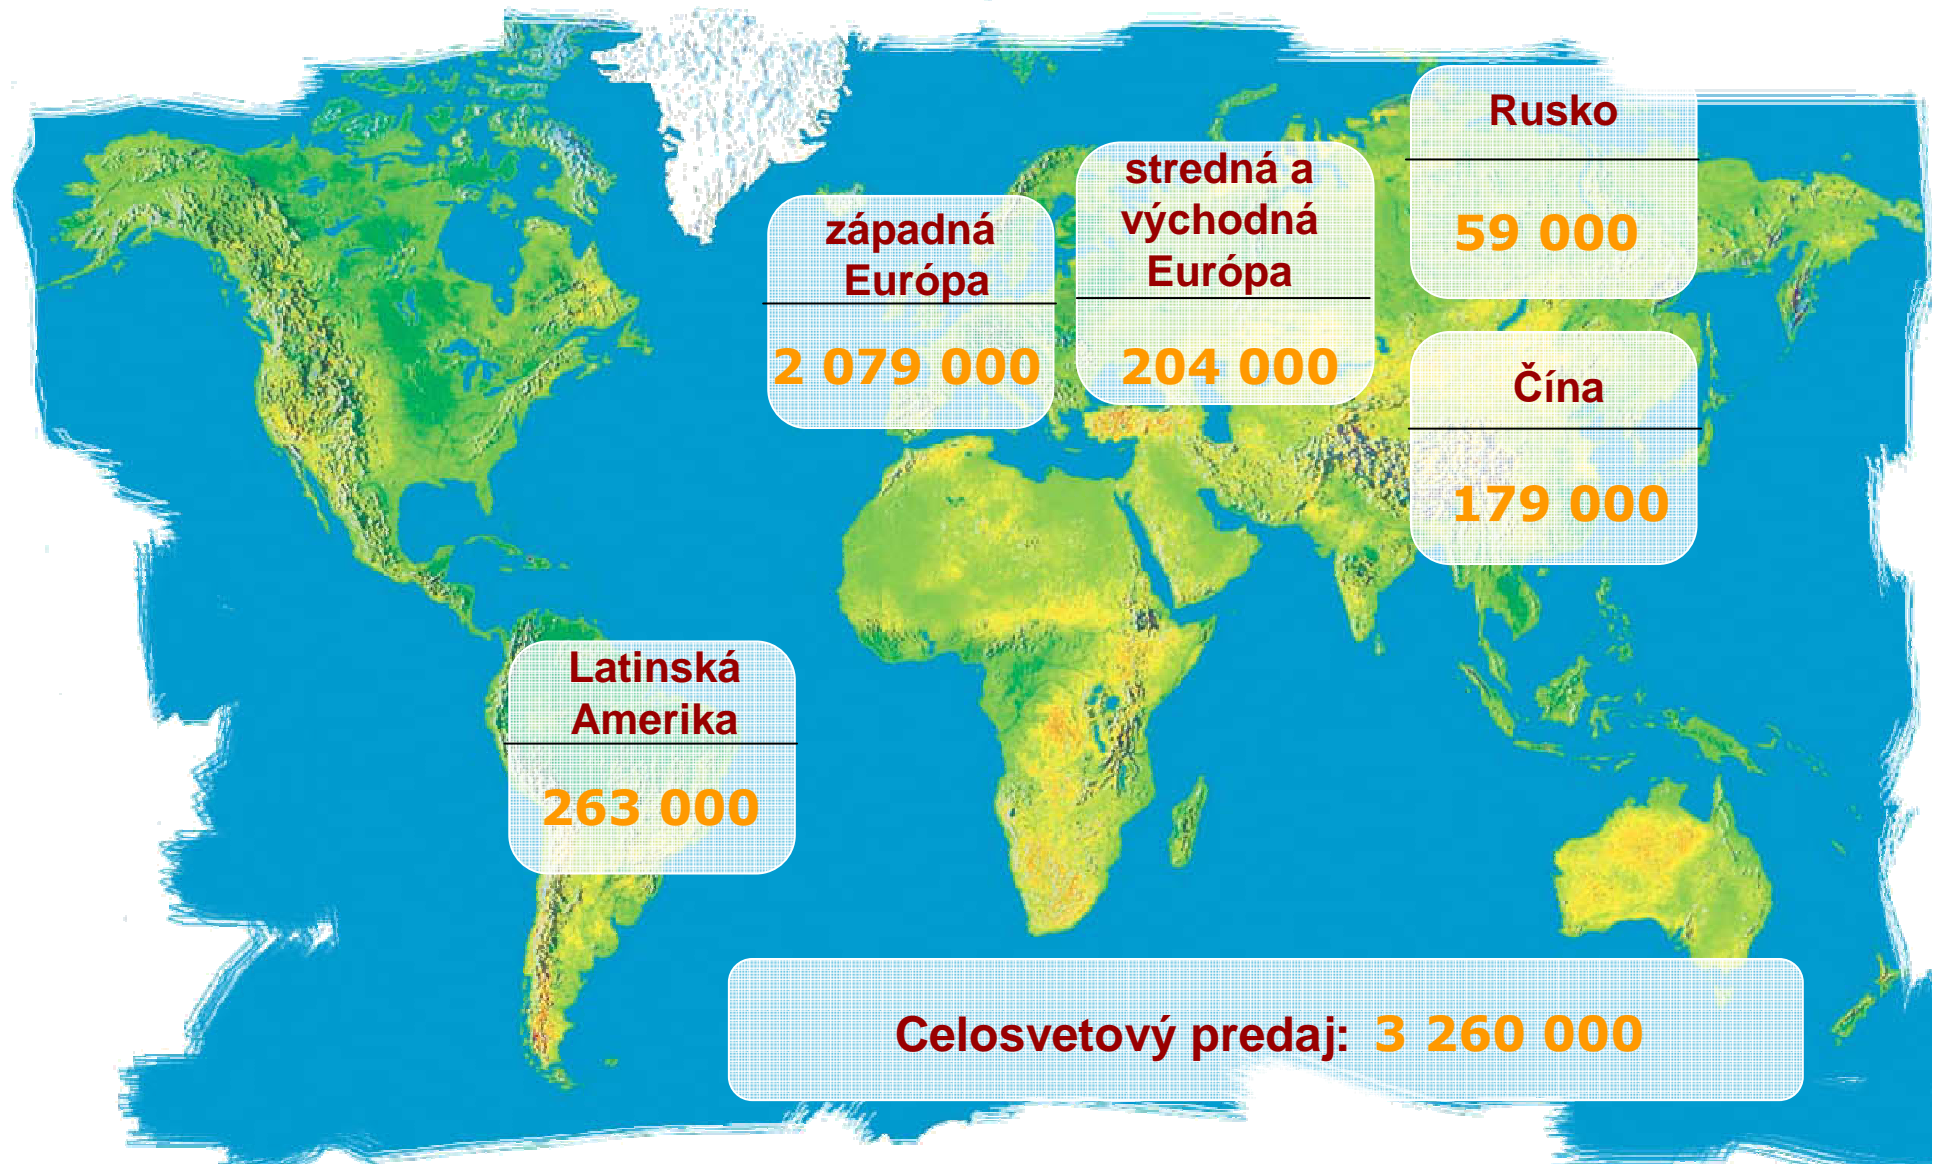 Rusko
59 000
stredná a
východná
Európa
204 000
západná
Európa
2 079 000
Čína
179 000
Latinská
Amerika
263 000
Celosvetový predaj: 3 260 000